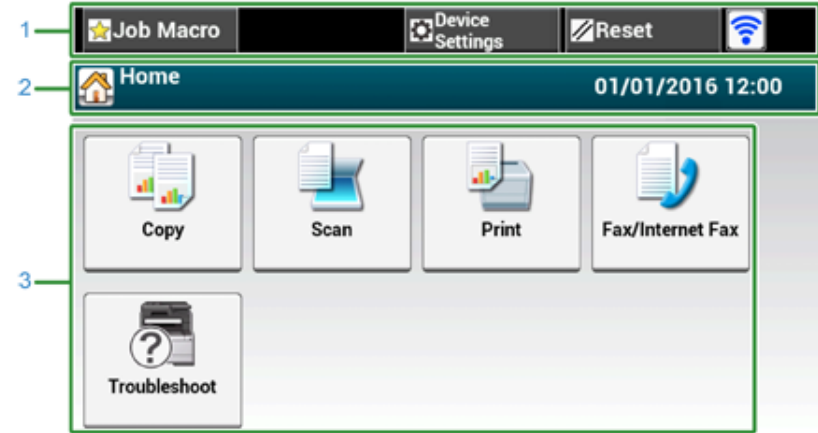 1
Job Macro
Device
Settings
Reset
2
Home
01/01/2016 12:00
3
Copy
Scan
Print
Fax/Internet Fax
?
Troubleshoot